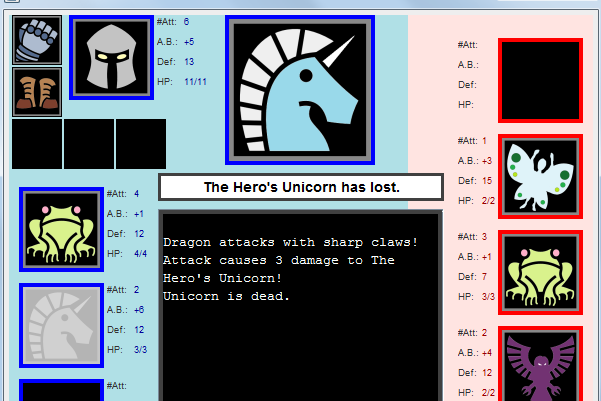 #Att: 6
A.B.: +5
Def: 13
HP: 11/11
#Att:
A.B.:
Def:
HP:
#Att: 1
A.B.: +3
Def: 15
HP: 2/2
The Hero's Unicorn has lost.
#Att: 4
A.B.: +1
Def: 12
HP: 4/4
Dragon attacks with sharp claws!
Attack causes 3 damage to The
Hero's Unicorn!
Unicorn is dead.
#Att: 3
A.B.: +1
Def: 7
HP: 3/3
#Att: 2
A.B.: +6
Def: 12
HP: 3/3
#Att: 2
A.B.: +4
Def: 12
HP: 2/2
#Att: